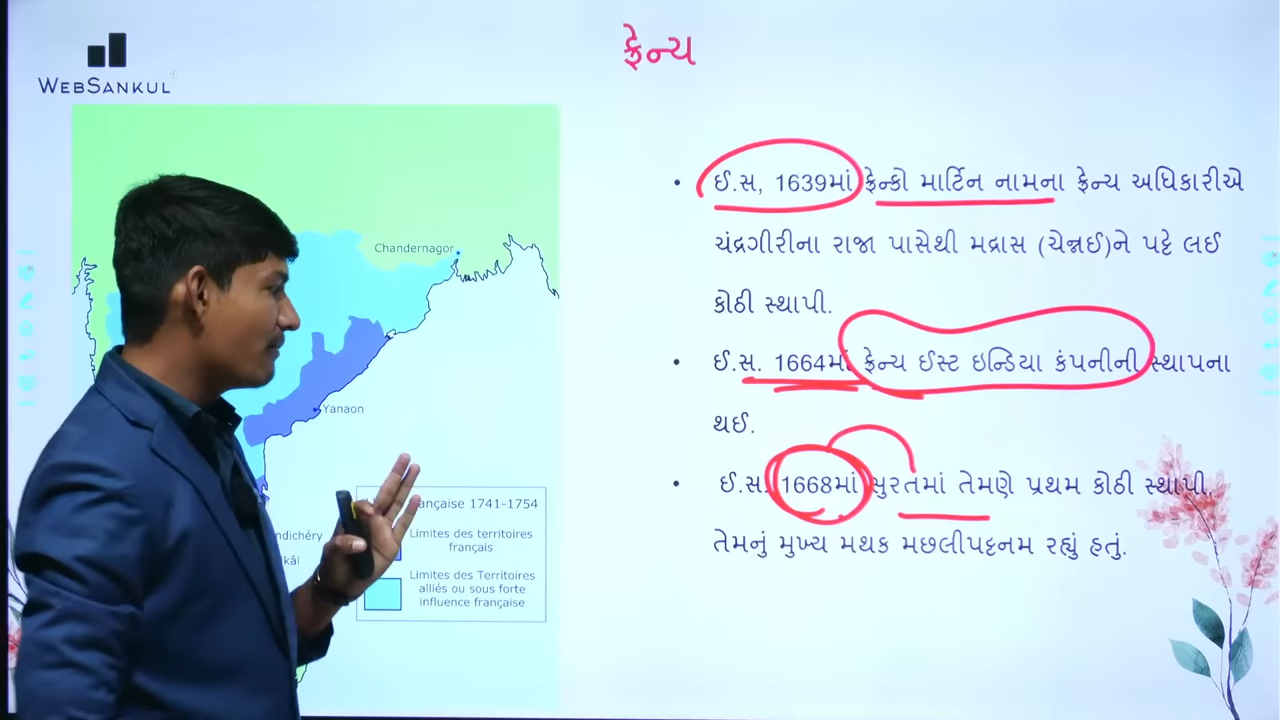 WEBSANKUL
ફ્રેન્ચ
ઈ.સ, 1639માં ફ્રેન્કો માર્ટિન નામના ફ્રેન્ચ અધિકારીએ
ચંદ્રગીરીના રાજા પાસેથી મદ્રાસ (ચેન્નઈ)ને પટ્ટે લઈ
કોઠી સ્થાપી.
ઈ.સ. 1664માં ફ્રેન્ચ ઈસ્ટ ઇન્ડિયા કંપનીની સ્થાપના
થઈ.
ઈ.સ. 1668માં સુરતમાં તેમણે પ્રથમ કોઠી સ્થાપી.
તેમનું મુખ્ય મથક મછલીપટ્ટનમ રહ્યું હતું.
Chandernagor
Yanaon
ançaise 1741-1754
ndichéry
Limites des territoires
français
kâl
Limites des Territoires
alliés ou sous forte
influence française